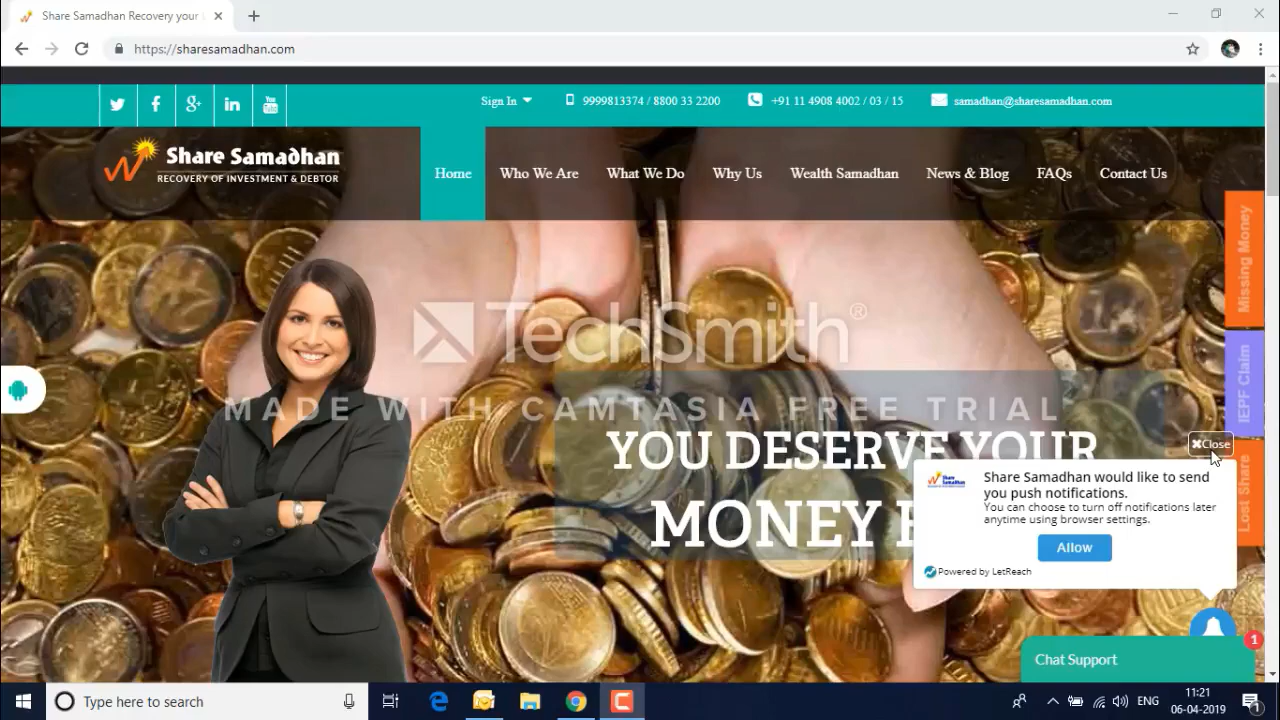 Share Samadhan Recovery your
https://sharesamadhan.com
Sign In
9999813374 / 8800 33 2200
+91 11 4908 4002 / 03 / 15
samadhan@sharesamadhan.com
Share Samadhan
RECOVERY OF INVESTMENT & DEBTOR
Home
Who We Are
What We Do
Why Us
Wealth Samadhan
News & Blog
FAQs
Contact Us
Missing Money
IEPF Claim
Lost Share
TechSmith®
MADE WITH CAMTASIA FREE TRIAL
YOU DESERVE YOUR
MONEY
Close
Share Samadhan would like to send
you push notifications.
You can choose to turn off notifications later
anytime using browser settings.
Allow
Powered by LetReach
1
Chat Support
Type here to search
ENG
11:21
06-04-2019
1